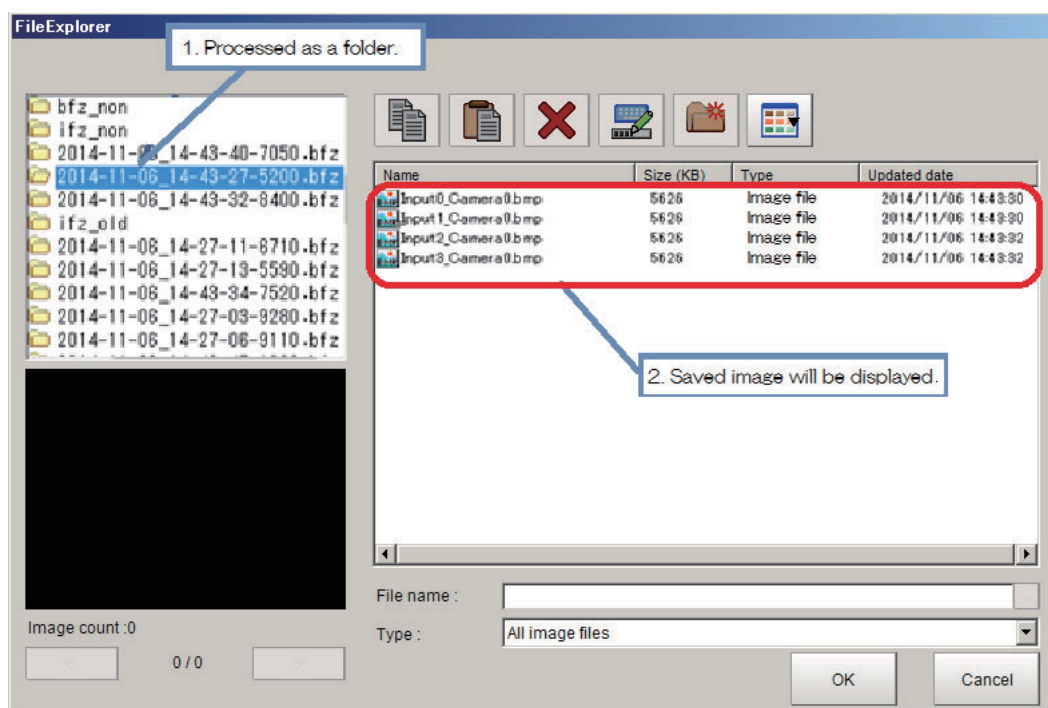 FileExplorer
1. Processed as a folder.
bfz_non
ifz_non
_14-43-40-7050.bfz
2014-11-06_14-43-27-5200.bfz
2014-11-06_14-43-32-8400.bfz
ifz_old
2014-11-06_14-27-11-6710.bfz
2014-11-06_14-27-13-5590.bfz
2014-11-06_14-43-34-7520.bfz
2014-11-06_14-27-03-9280.bfz
2014-11-06_14-27-06-9110.bfz
Name Size (KB) Type Updated date
Input0_Camera0.bmp 5626 Image file 2014/11/06 14:43:30
Input1_Camera0.bmp 5626 Image file 2014/11/06 14:43:30
Input2_Camera0.bmp 5626 Image file 2014/11/06 14:43:32
Input3_Camera0.bmp 5626 Image file 2014/11/06 14:43:32
2. Saved image will be displayed.
File name :
Image count :0
Type : All image files
0 / 0
OK Cancel